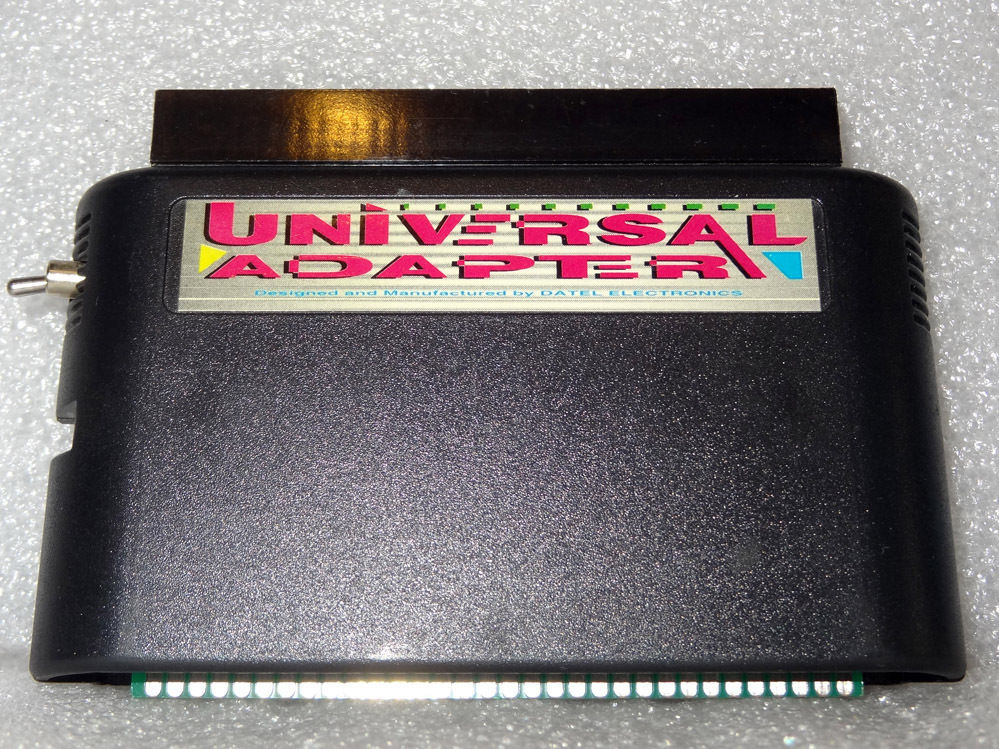 UNIVERSAL
ADAPTER
Designed and Manufactured by DATEL ELECTRONICS